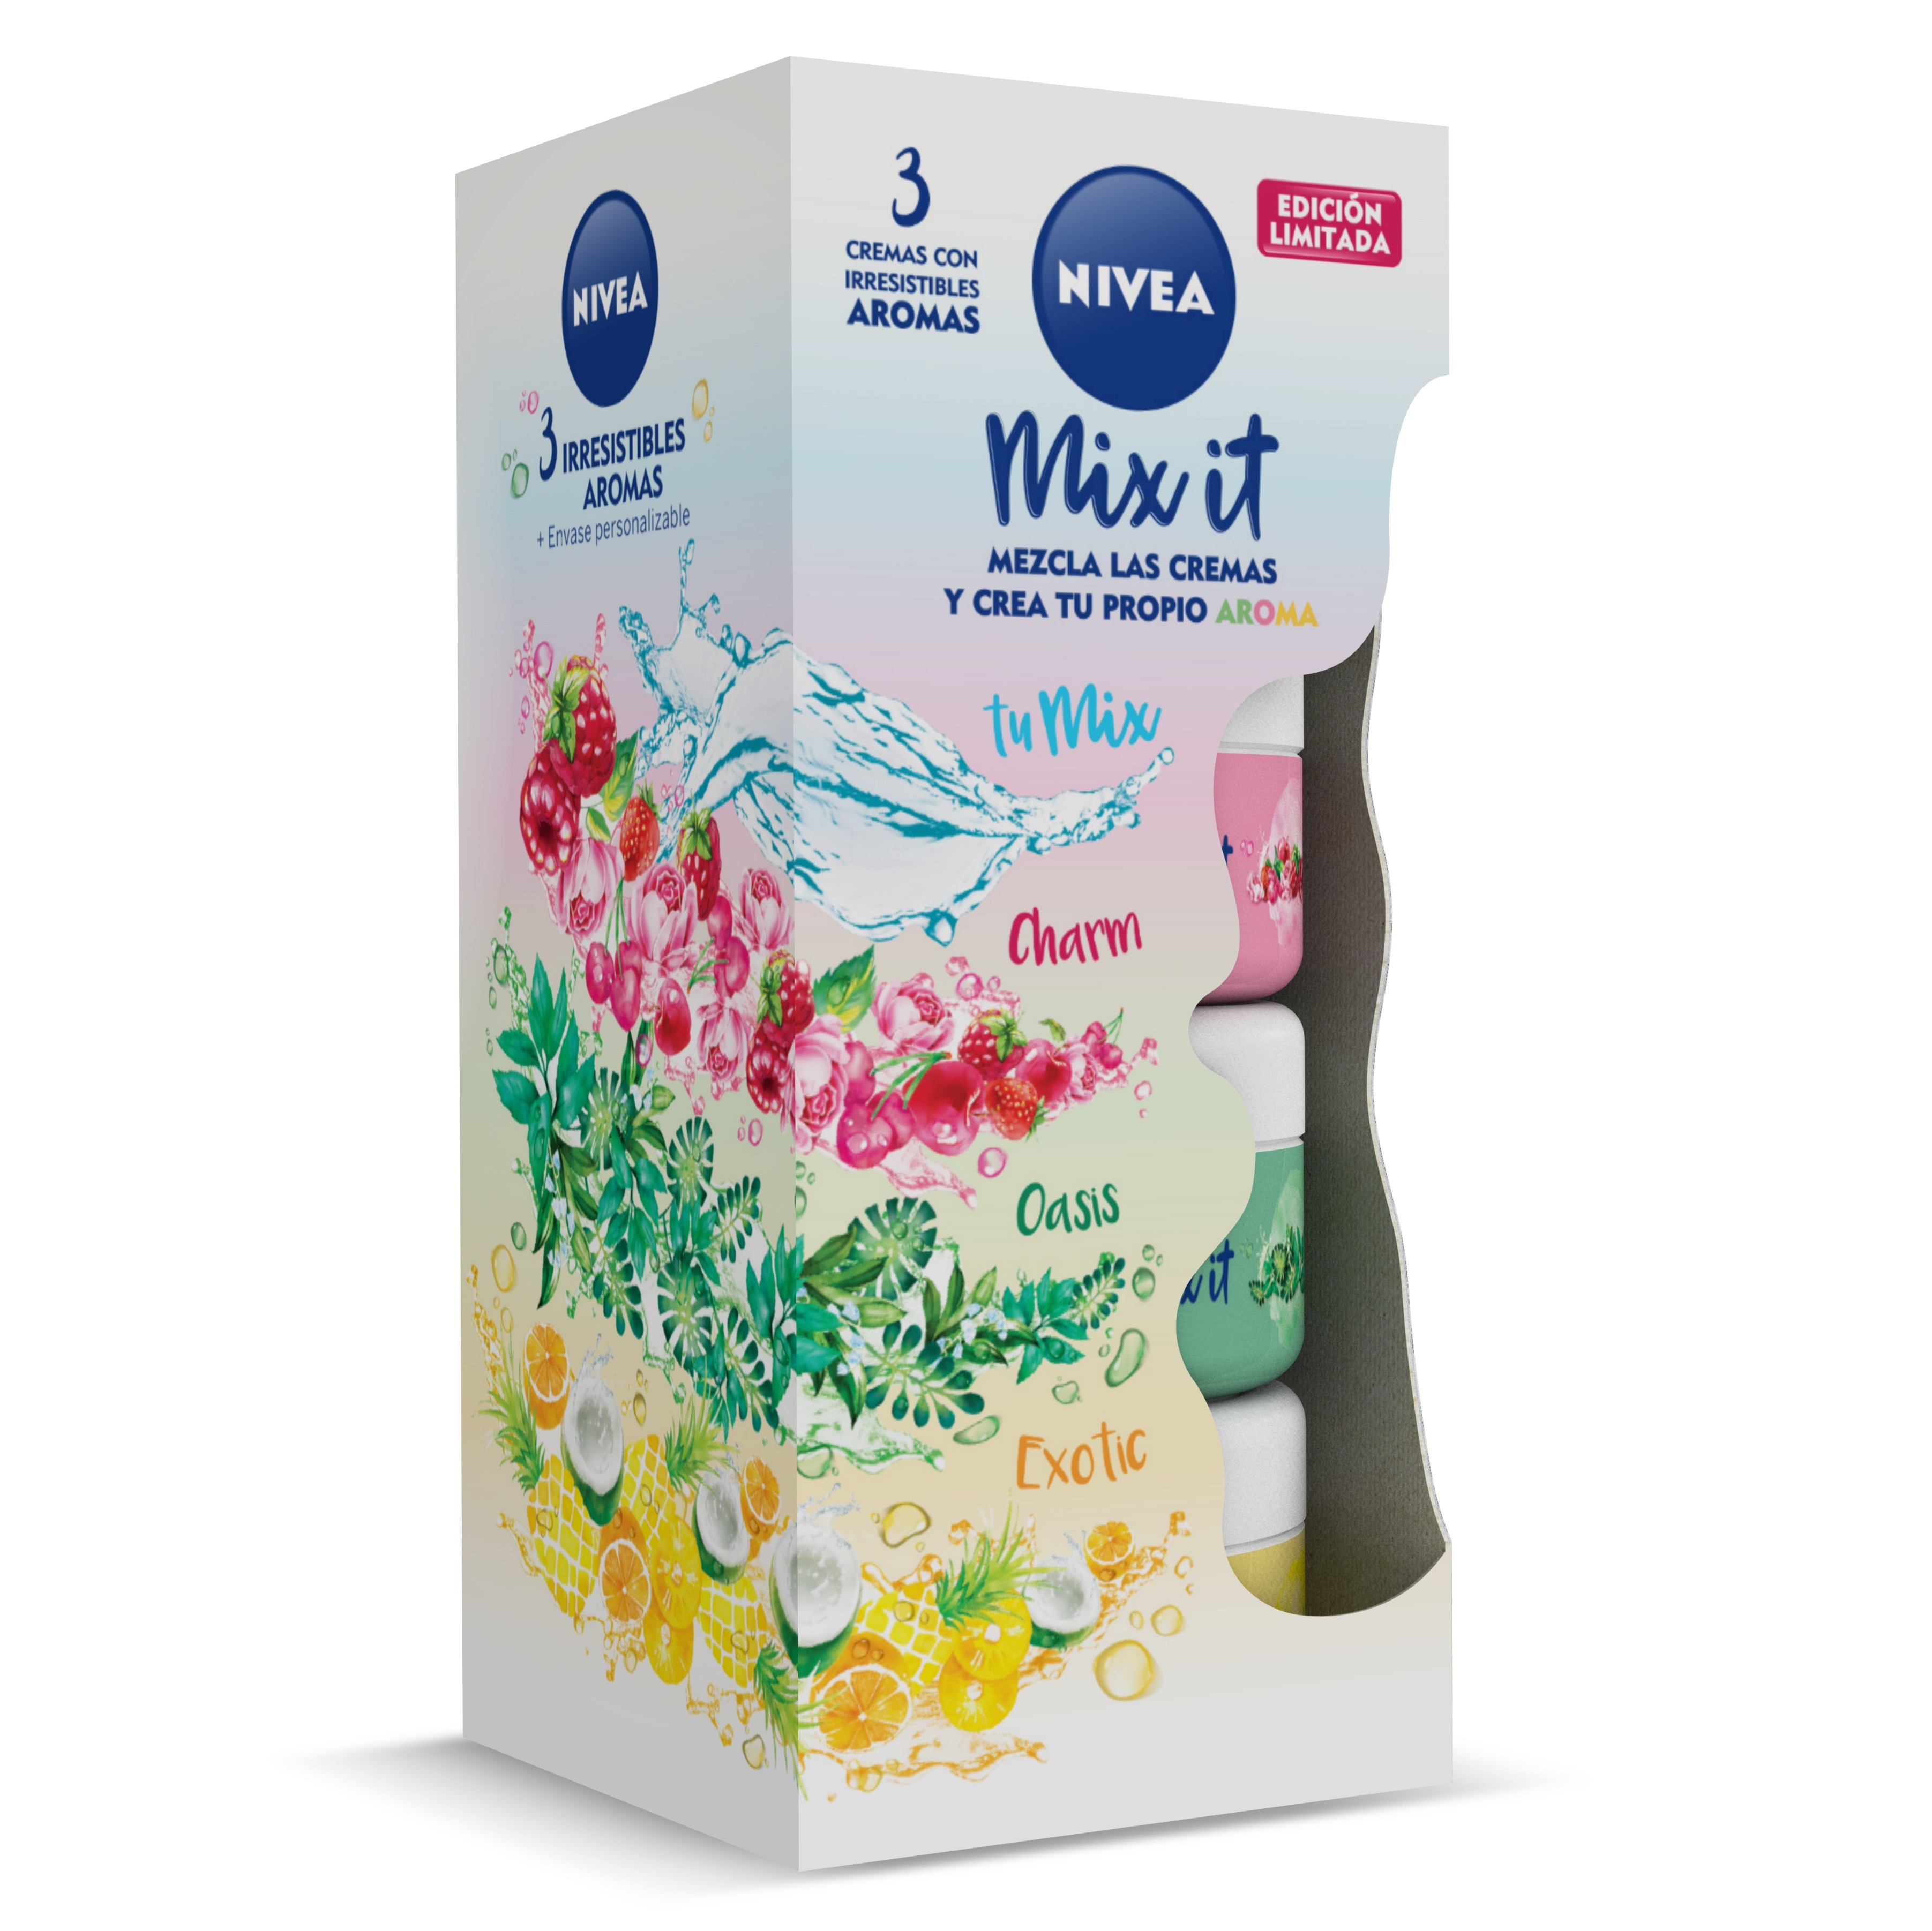 NIVEA
3 IRRESISTIBLES
AROMAS
+ Envase personalizable
3
CREMAS CON
IRRESISTIBLES
AROMAS
NIVEA
EDICIÓN
LIMITADA
Mix it
MEZCLA LAS CREMAS
Y CREA TU PROPIO AROMA
tu Mix
Charm
Oasis
Exotic
it